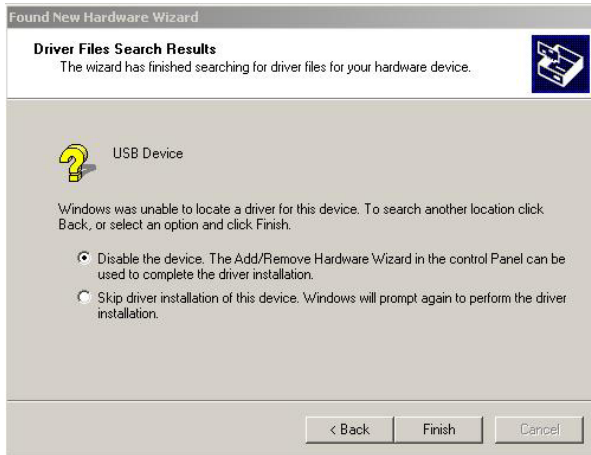 Found New Hardware Wizard
Driver Files Search Results
The wizard has finished searching for driver files for your hardware device.
USB Device
Windows was unable to locate a driver for this device. To search another location click
Back, or select an option and click Finish.
Disable the device. The Add/Remove Hardware Wizard in the control Panel can be
used to complete the driver installation.
Skip driver installation of this device. Windows will prompt again to perform the driver
installation.
< Back
Finish
Cancel